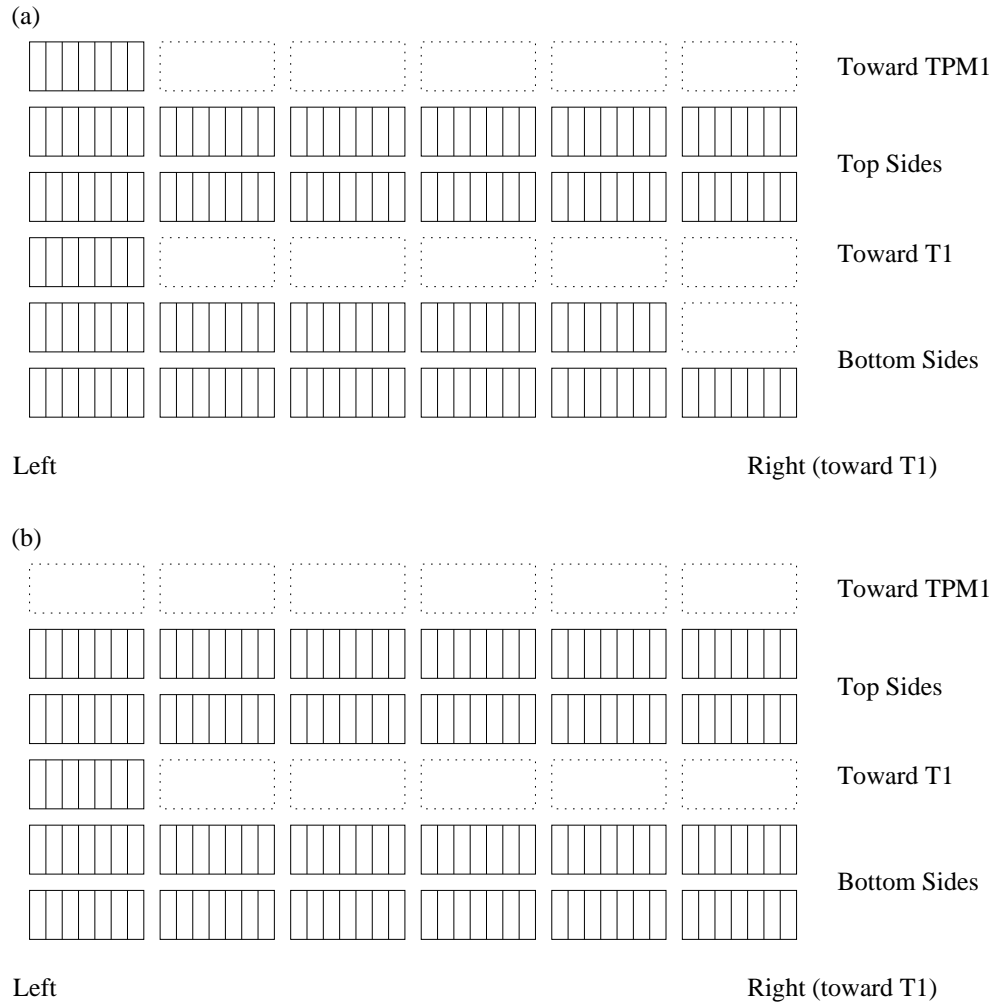 (a)
Toward TPM1
Top Sides
Toward T1
Bottom Sides
Left Right (toward T1)
(b)
Toward TPM1
Top Sides
Toward T1
Bottom Sides
Left Right (toward T1)